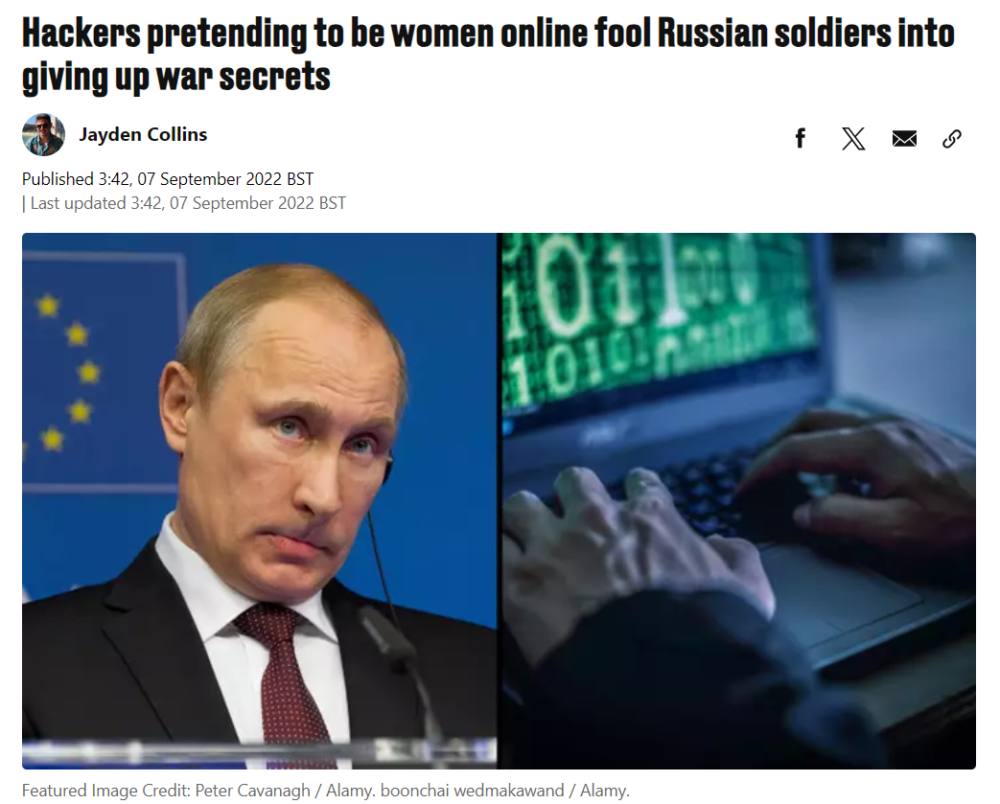 Hackers pretending to be women online fool Russian soldiers into
giving up war secrets
Jayden Collins
Published 3:42, 07 September 2022 BST
| Last updated 3:42, 07 September 2022 BST
Featured Image Credit: Peter Cavanagh / Alamy. boonchai wedmakawand / Alamy.